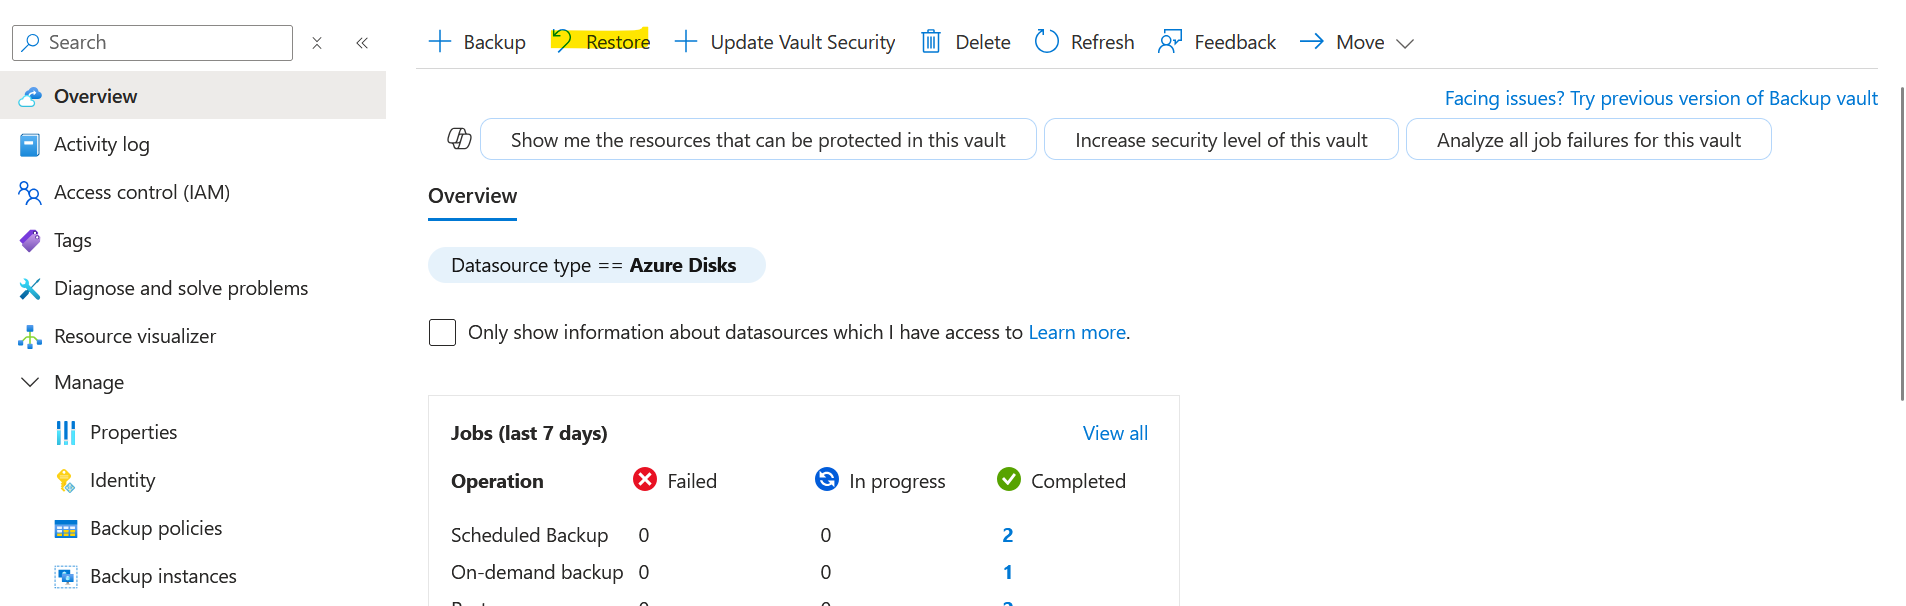 Search
Backup
Restore
Update Vault Security
Delete
Refresh
Feedback
Move
Overview
Activity log
Access control (IAM)
Tags
Diagnose and solve problems
Resource visualizer
Manage
Properties
Identity
Backup policies
Backup instances
Facing issues? Try previous version of Backup vault
Show me the resources that can be protected in this vault
Increase security level of this vault
Analyze all job failures for this vault
Overview
Datasource type == Azure Disks
Only show information about datasources which I have access to Learn more.
Jobs (last 7 days) View all
Operation Failed In progress Completed
Scheduled Backup 0 0 2
On-demand backup 0 0 1